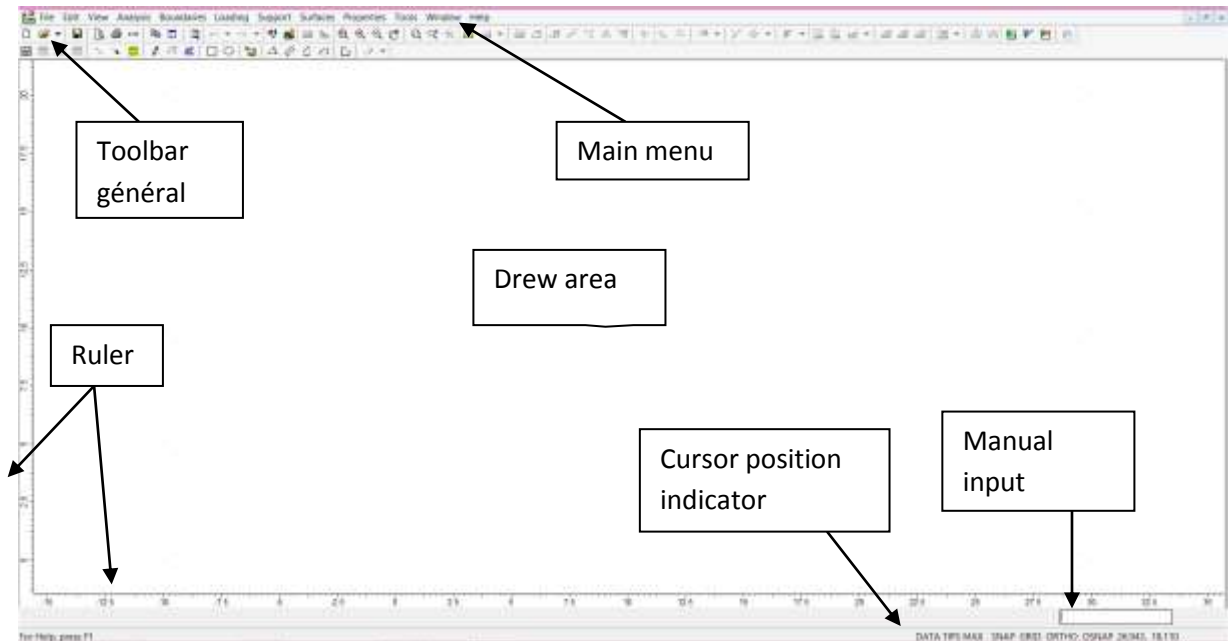 File Edit View Analysis Boundaries Loading Support Surfaces Properties Tools Window Help
Toolbar
général
Main menu
Drew area
Ruler
Cursor position
indicator
Manual
input
For Help, press F1
DATA TIPS MAX SNAP GRID ORTHO OSNAP